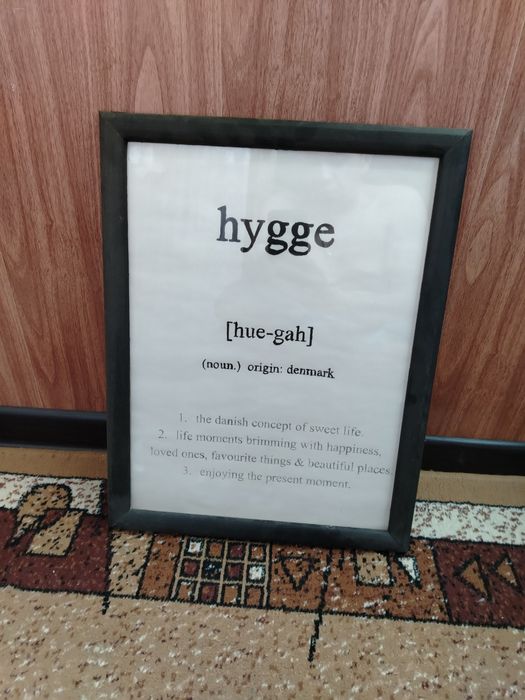 hygge
[hue-gah]
(noun.) origin: denmark
1. the danish concept of sweet life.
2. life moments brimming with happiness,
loved ones, favourite things & beautiful places.
3. enjoying the present moment.